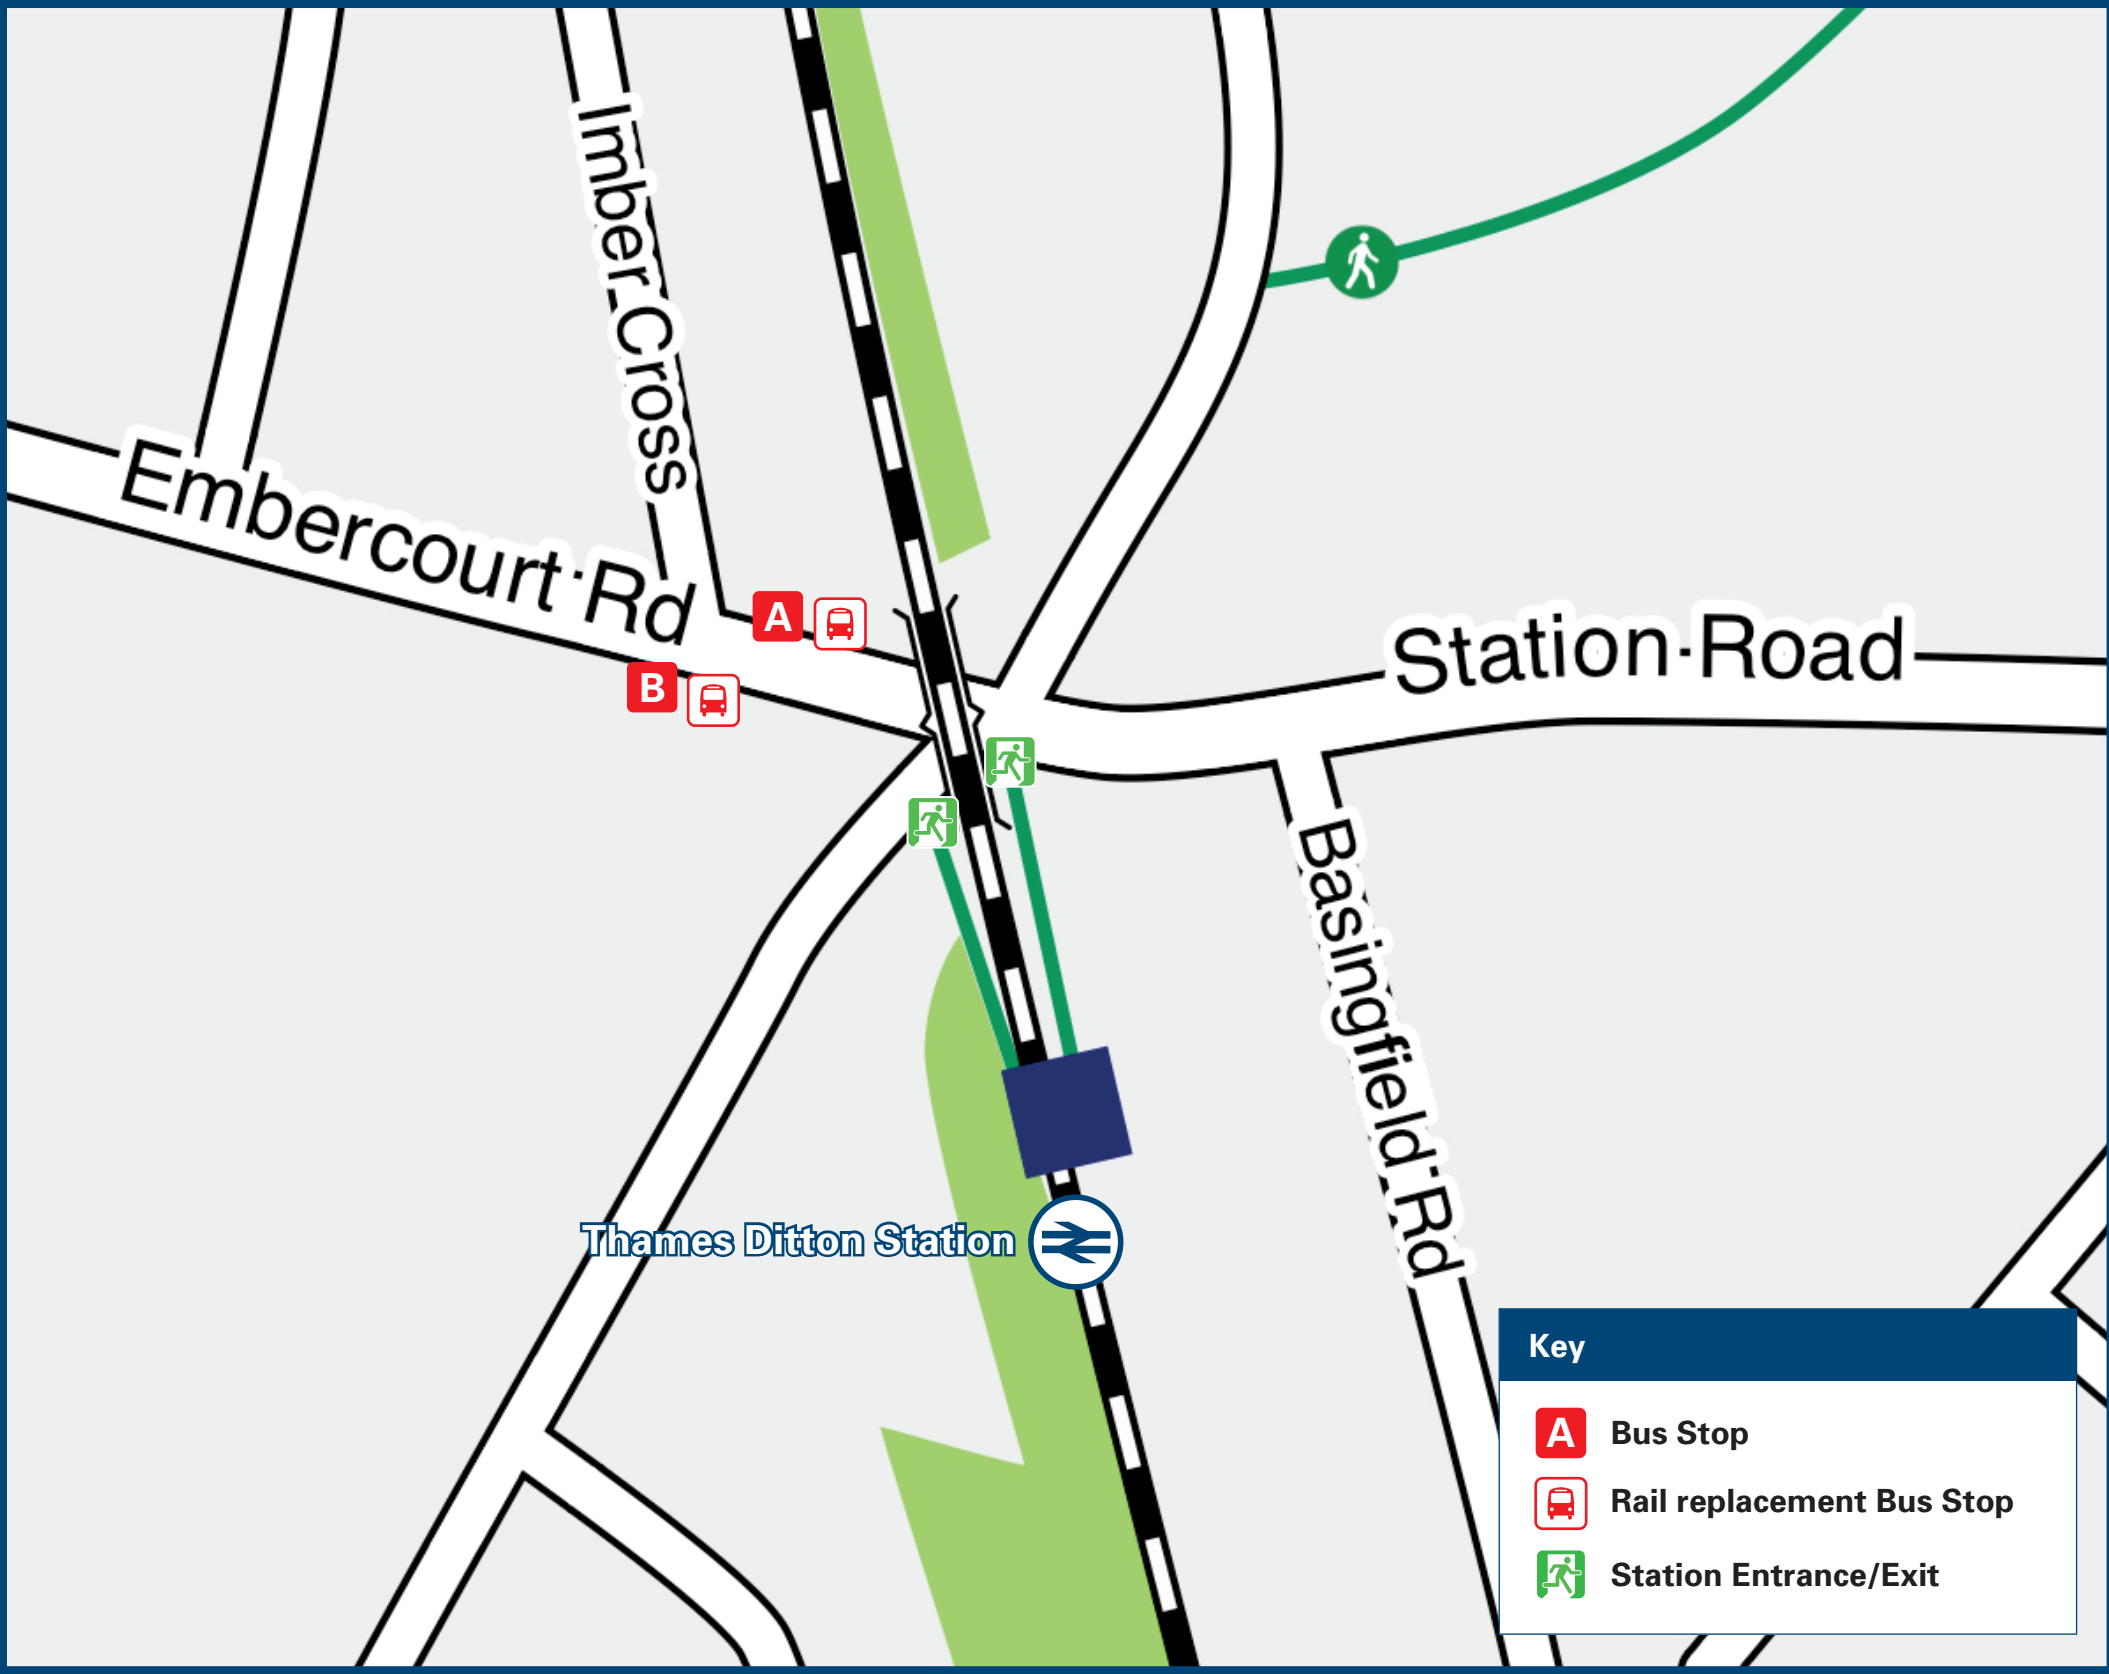 Imber Cross
Embercourt Rd
A
B
Station Road
Basingfield Rd
Thames Ditton Station
Key
A Bus Stop
Rail replacement Bus Stop
Station Entrance/Exit